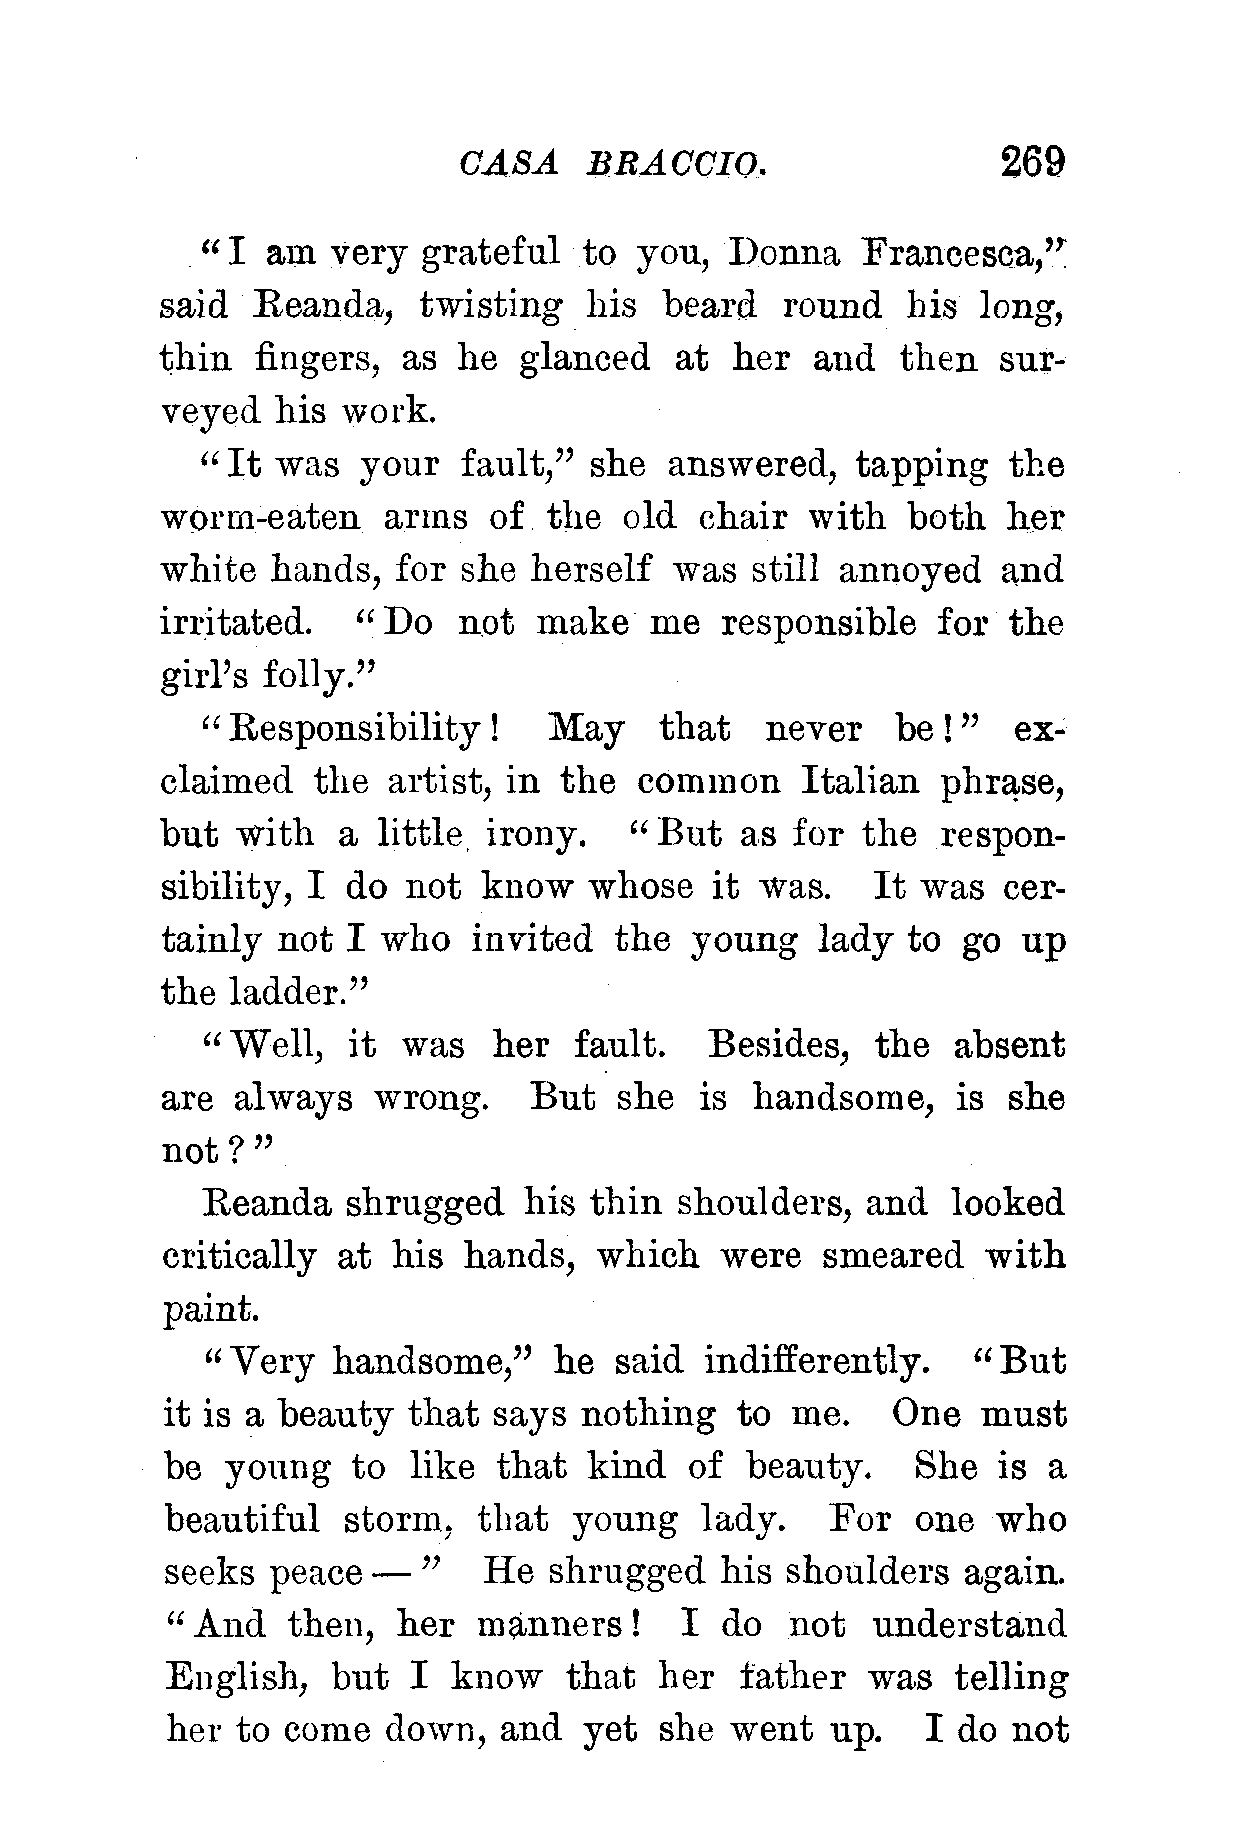 CASA BRACCIO. 269
"I am very grateful to you, Donna Francesca,"
said Reanda, twisting his beard round his long,
thin fingers, as he glanced at her and then sur-
veyed his work.
"It was your fault," she answered, tapping the
worm-eaten arms of the old chair with both her
white hands, for she herself was still annoyed and
irritated. "Do not make me responsible for the
girl's folly."
"Responsibility! May that never be!" ex-
claimed the artist, in the common Italian phrase,
but with a little irony. "But as for the respon-
sibility, I do not know whose it was. It was cer-
tainly not I who invited the young lady to go up
the ladder."
"Well, it was her fault. Besides, the absent
are always wrong. But she is handsome, is she
not?"
Reanda shrugged his thin shoulders, and looked
critically at his hands, which were smeared with
paint.
"Very handsome," he said indifferently. "But
it is a beauty that says nothing to me. One must
be young to like that kind of beauty. She is a
beautiful storm, that young lady. For one who
seeks peace — " He shrugged his shoulders again.
"And then, her manners! I do not understand
English, but I know that her father was telling
her to come down, and yet she went up. I do not